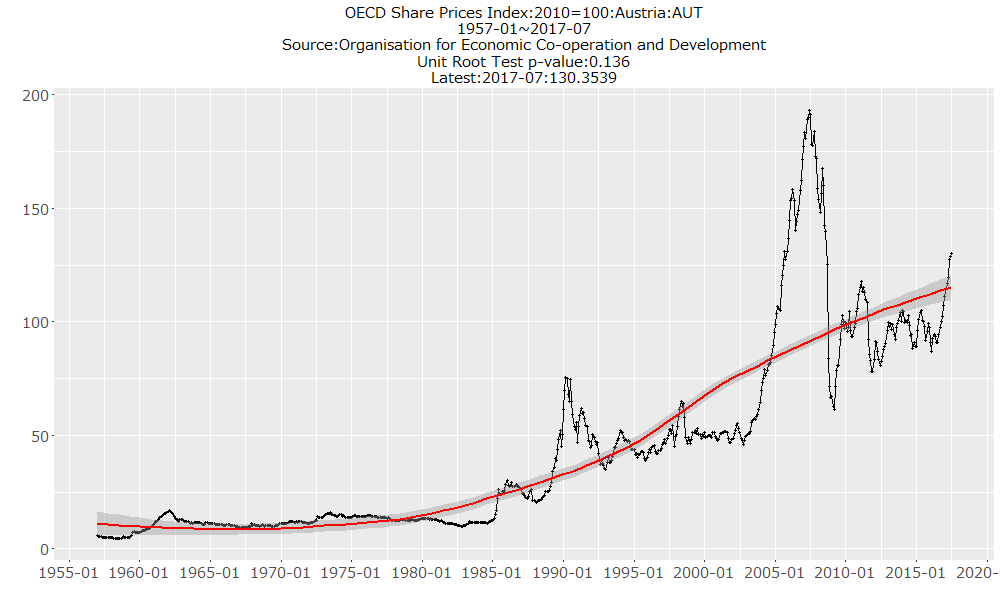 OECD Share Prices Index:2010=100:Austria:AUT
1957-01~2017-07
Source:Organisation for Economic Co-operation and Development
Unit Root Test p-value:0.136
Latest:2017-07:130.3539
200
150
100
50
0
1955-01 1960-01 1965-01 1970-01 1975-01 1980-01 1985-01 1990-01 1995-01 2000-01 2005-01 2010-01 2015-01 2020-